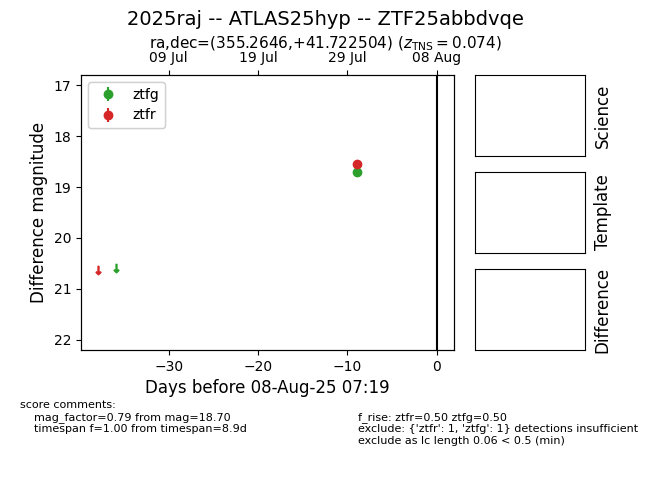 2025raj -- ATLAS25hyp -- ZTF25abbdvqe
ra,dec=(355.2646,+41.722504) (z_TNS = 0.074)
09 Jul 19 Jul 29 Jul 08 Aug
ztfg
ztfr
17
18
19
20
21
22
Difference magnitude
−30 −20 −10 0
Days before 08-Aug-25 07:19
Science
Template
Difference
score comments:
mag_factor=0.79 from mag=18.70
timespan f=1.00 from timespan=8.9d
f_rise: ztfr=0.50 ztfg=0.50
exclude: {'ztfr': 1, 'ztfg': 1} detections insufficient
exclude as lc length 0.06 < 0.5 (min)